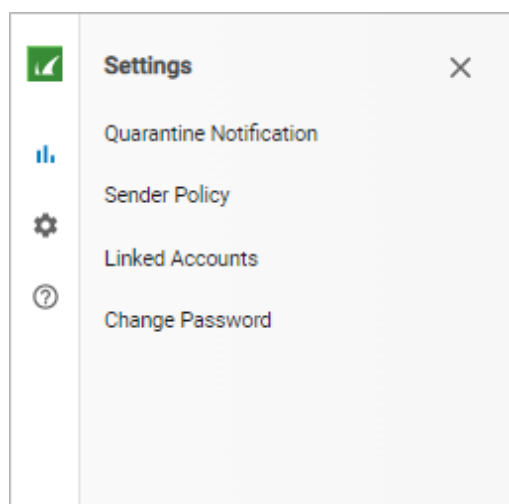 Settings
Quarantine Notification
Sender Policy
Linked Accounts
Change Password